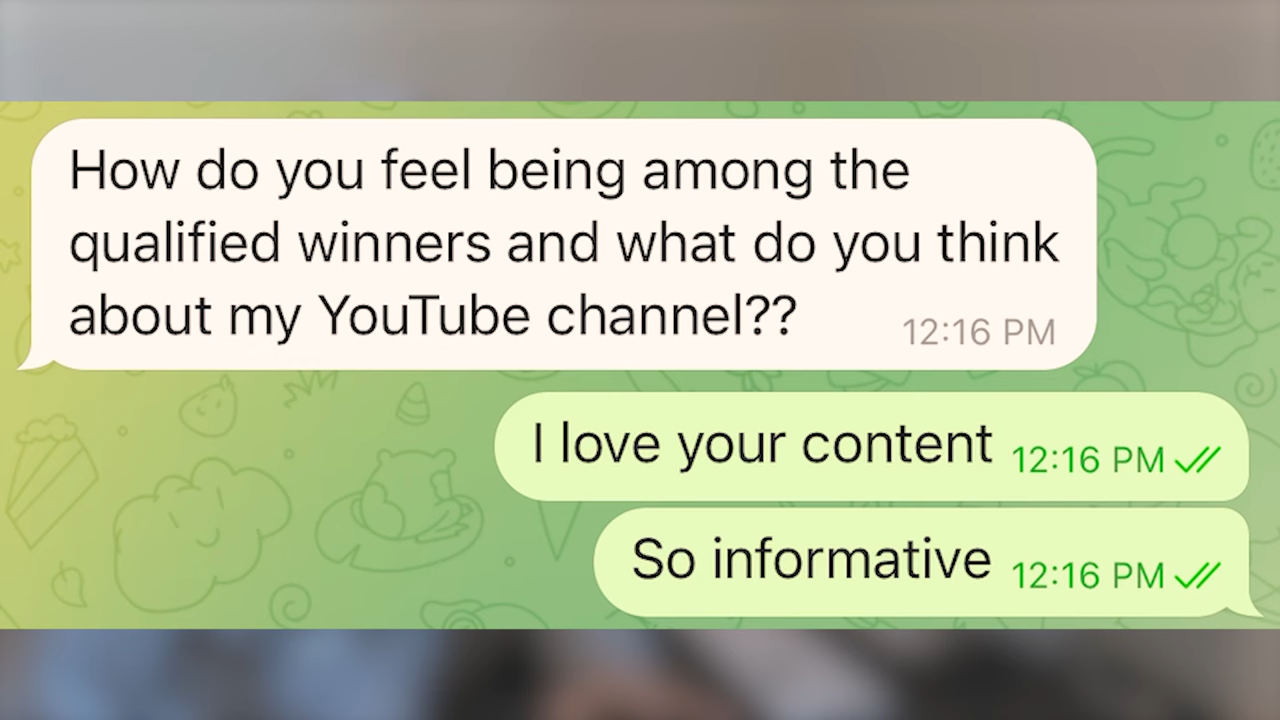 How do you feel being among the
qualified winners and what do you think
about my YouTube channel??
12:16 PM
I love your content 12:16 PM
So informative 12:16 PM